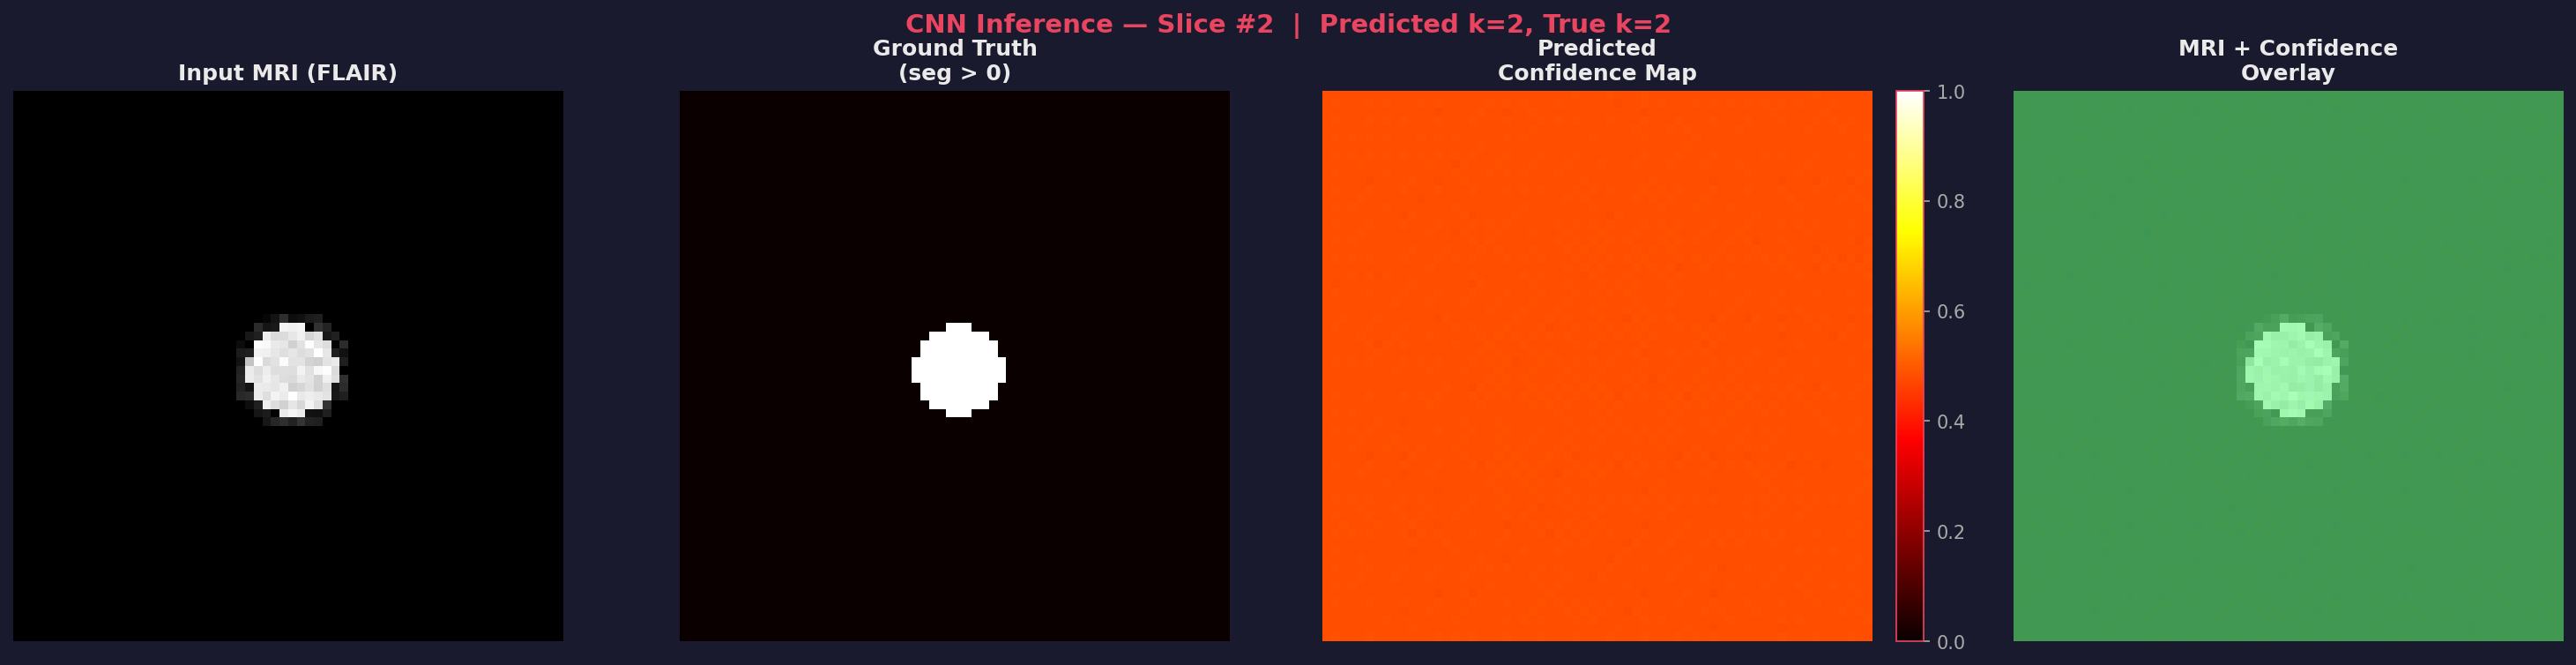 CNN Inference — Slice #2 | Predicted k=2, True k=2
Input MRI (FLAIR)
Ground Truth
(seg > 0)
Predicted
Confidence Map
1.0
0.8
0.6
0.4
0.2
0.0
MRI + Confidence
Overlay